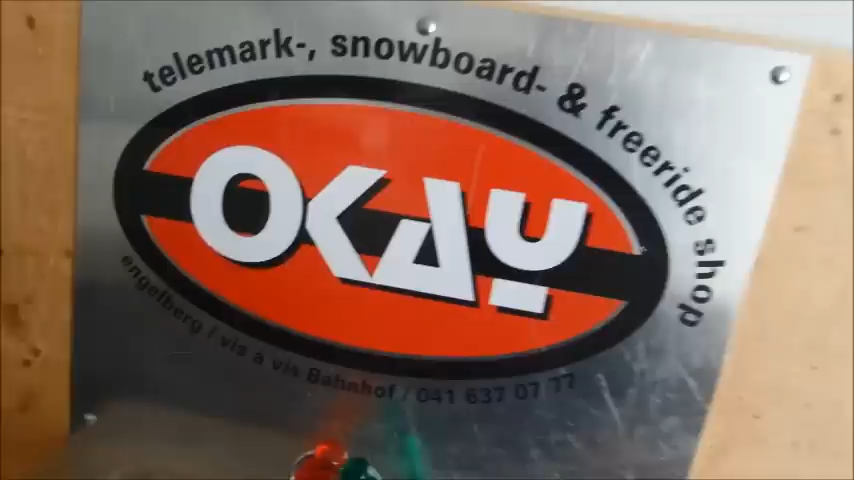 telemark-, snowboard- & freeride shop
OKAY
engelberg / vis a vis Bahnhof / 041 637 07 77